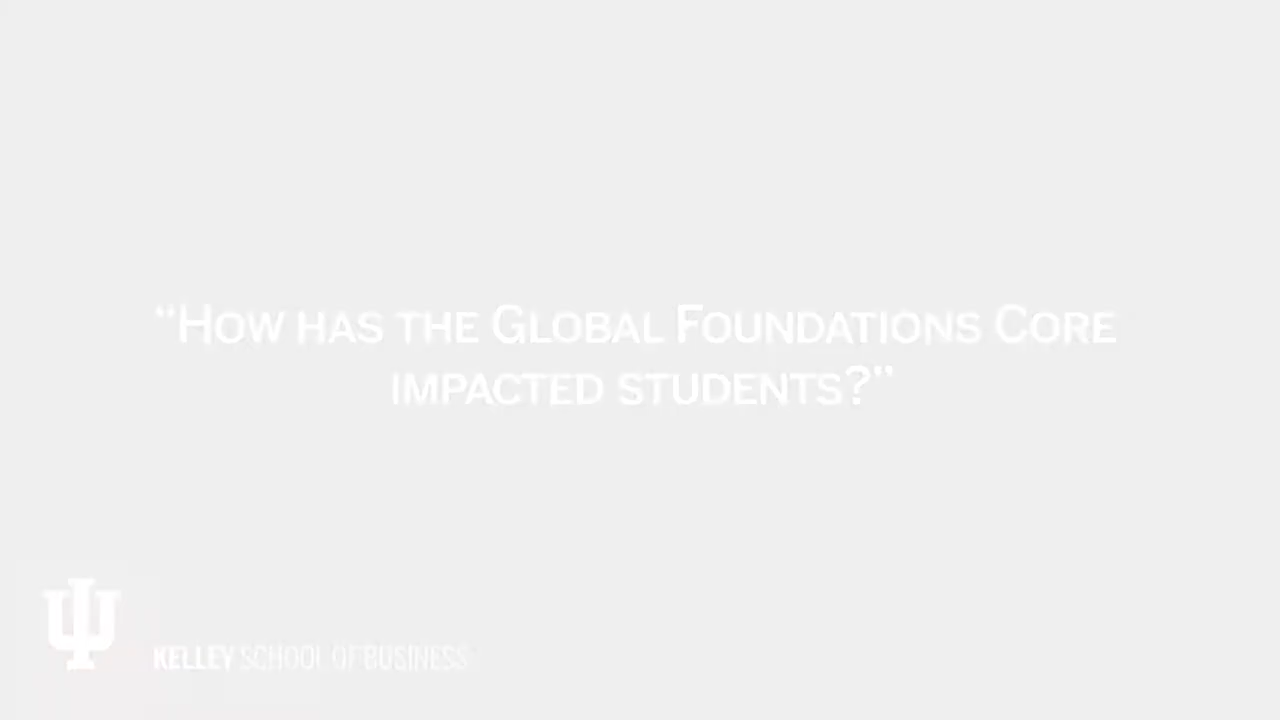 “How has the Global Foundations Core
impacted students?”
KELLEY SCHOOL OF BUSINESS